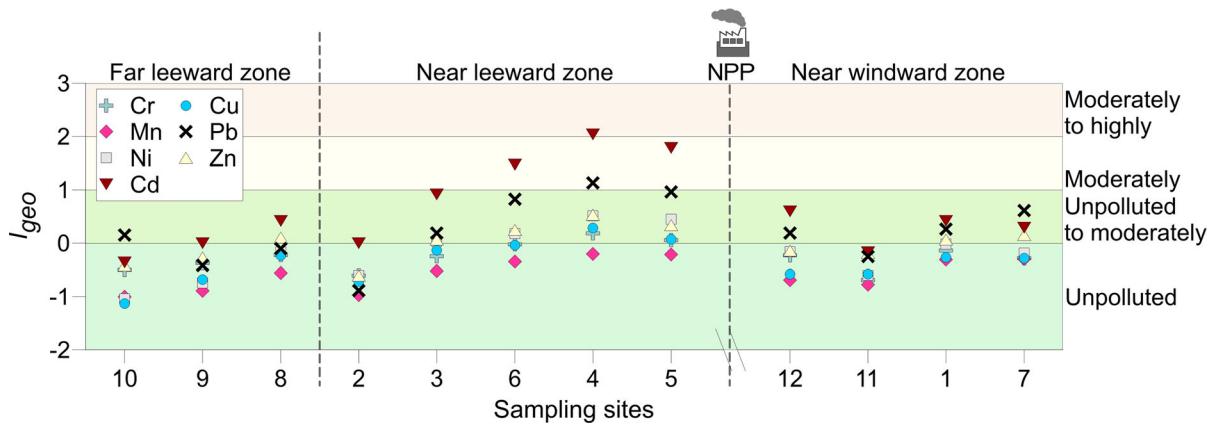 Far leeward zone
Near leeward zone
NPP
Near windward zone
3
2
1
0
-1
-2
Igeo
Cr
Cu
Mn
Pb
Ni
Zn
Cd
Moderately
to highly
Moderately
Unpolluted
to moderately
Unpolluted
10 9 8 2 3 6 4 5 12 11 1 7
Sampling sites